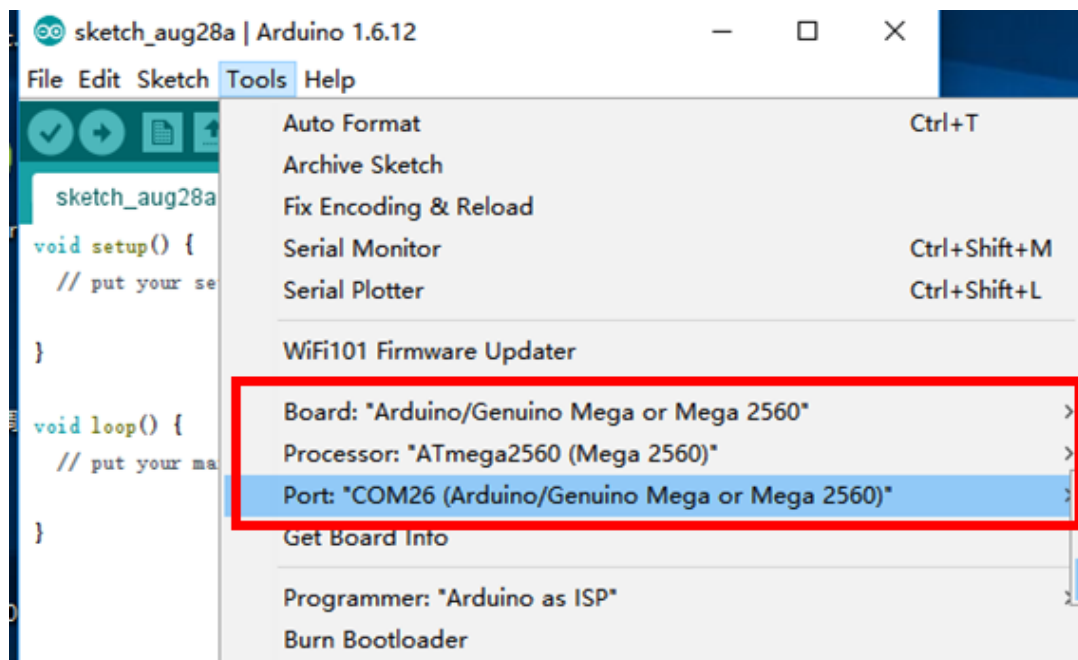 sketch_aug28a | Arduino 1.6.12
File Edit Sketch Tools Help
Auto Format Ctrl+T
Archive Sketch
sketch_aug28a
Fix Encoding & Reload
void setup() {
Serial Monitor Ctrl+Shift+M
// put your se
Serial Plotter Ctrl+Shift+L
}
WiFi101 Firmware Updater
Board: "Arduino/Genuino Mega or Mega 2560"
void loop() {
Processor: "ATmega2560 (Mega 2560)"
// put your ma
Port: "COM26 (Arduino/Genuino Mega or Mega 2560)"
}
Get Board Info
Programmer: "Arduino as ISP"
Burn Bootloader